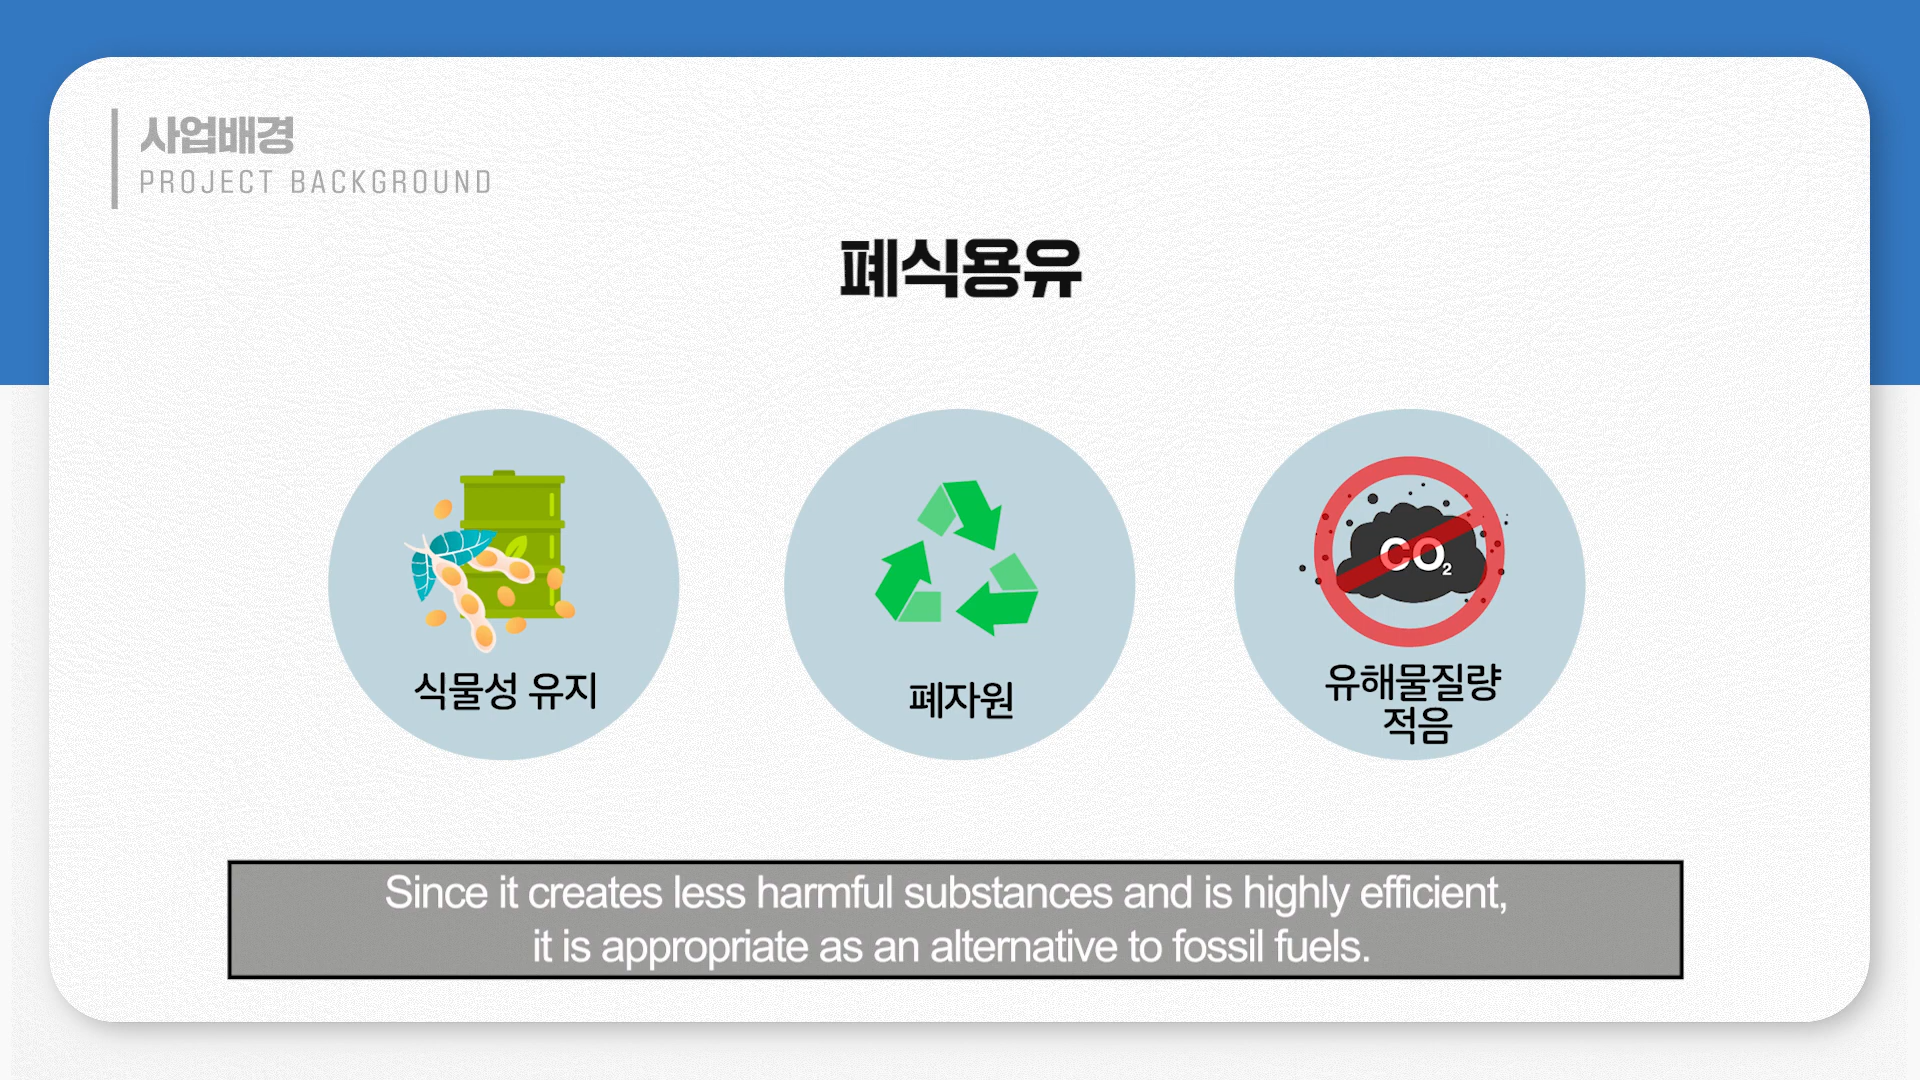 사업배경
PROJECT BACKGROUND
폐식용유
CO₂
식물성 유지
폐자원
유해물질량
적음
Since it creates less harmful substances and is highly efficient,
it is appropriate as an alternative to fossil fuels.